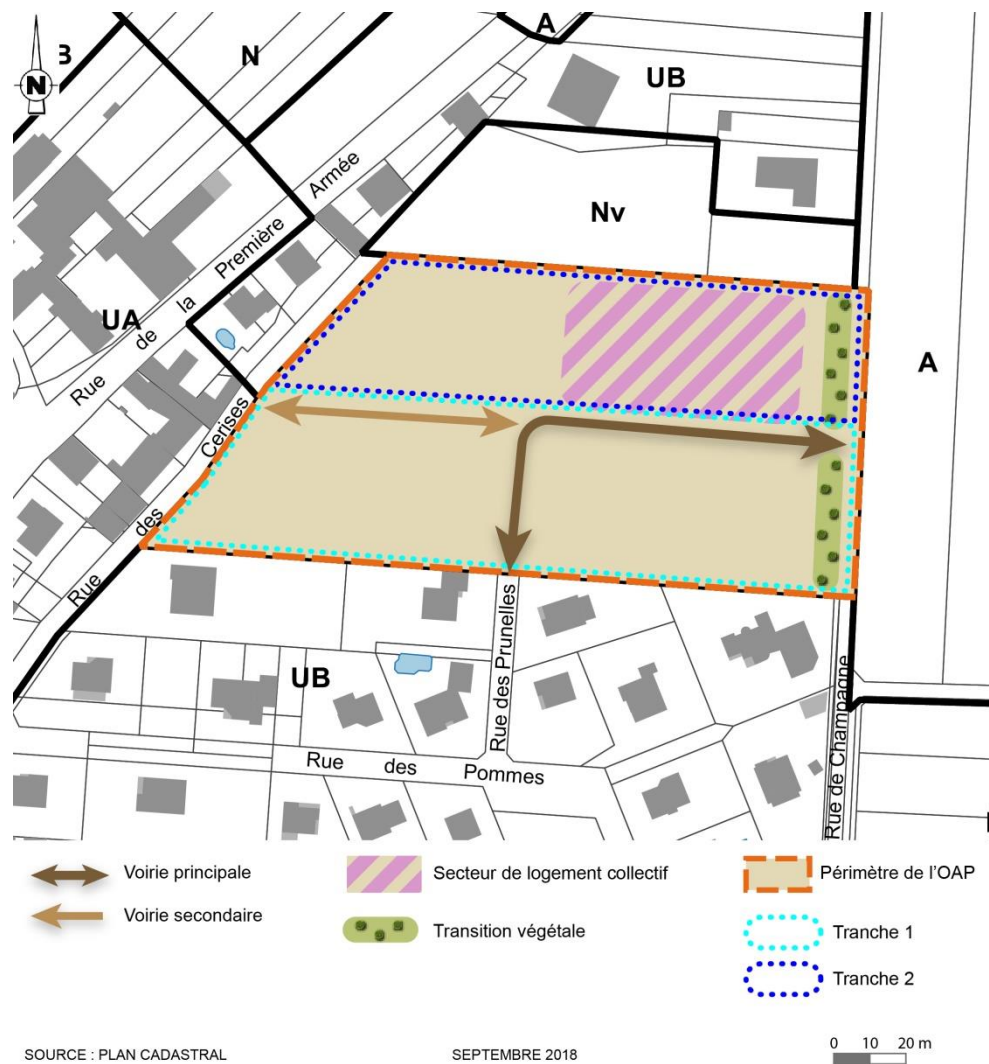 A
B
N
UB
N
Rue de la Première Armée
Nv
UA
A
Rue des Cerises
UB
Rue des Prunelles
Rue de Champagne
Rue des Pommes
Voirie principale
Secteur de logement collectif
Périmètre de l'OAP
Voirie secondaire
Transition végétale
Tranche 1
Tranche 2
SOURCE : PLAN CADASTRAL
SEPTEMBRE 2018
0 10 20 m